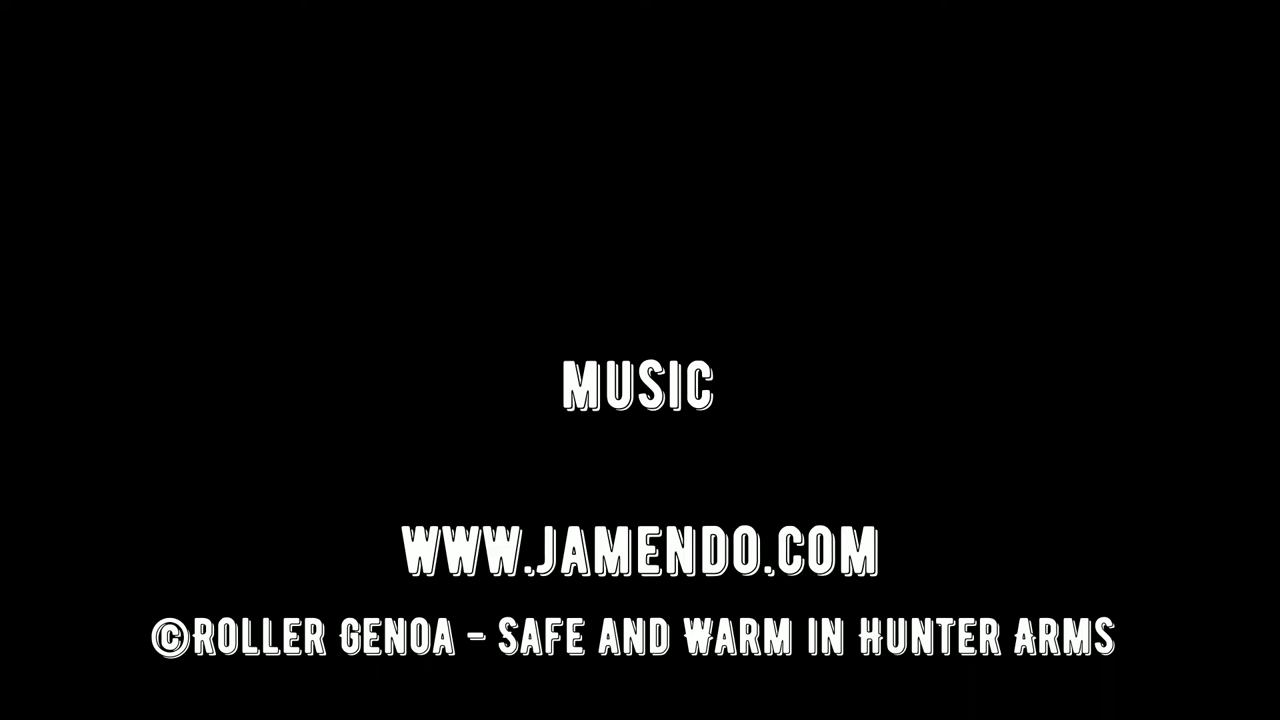 MUSIC
WWW.JAMENDO.COM
©ROLLER GENOA - SAFE AND WARM IN HUNTER ARMS